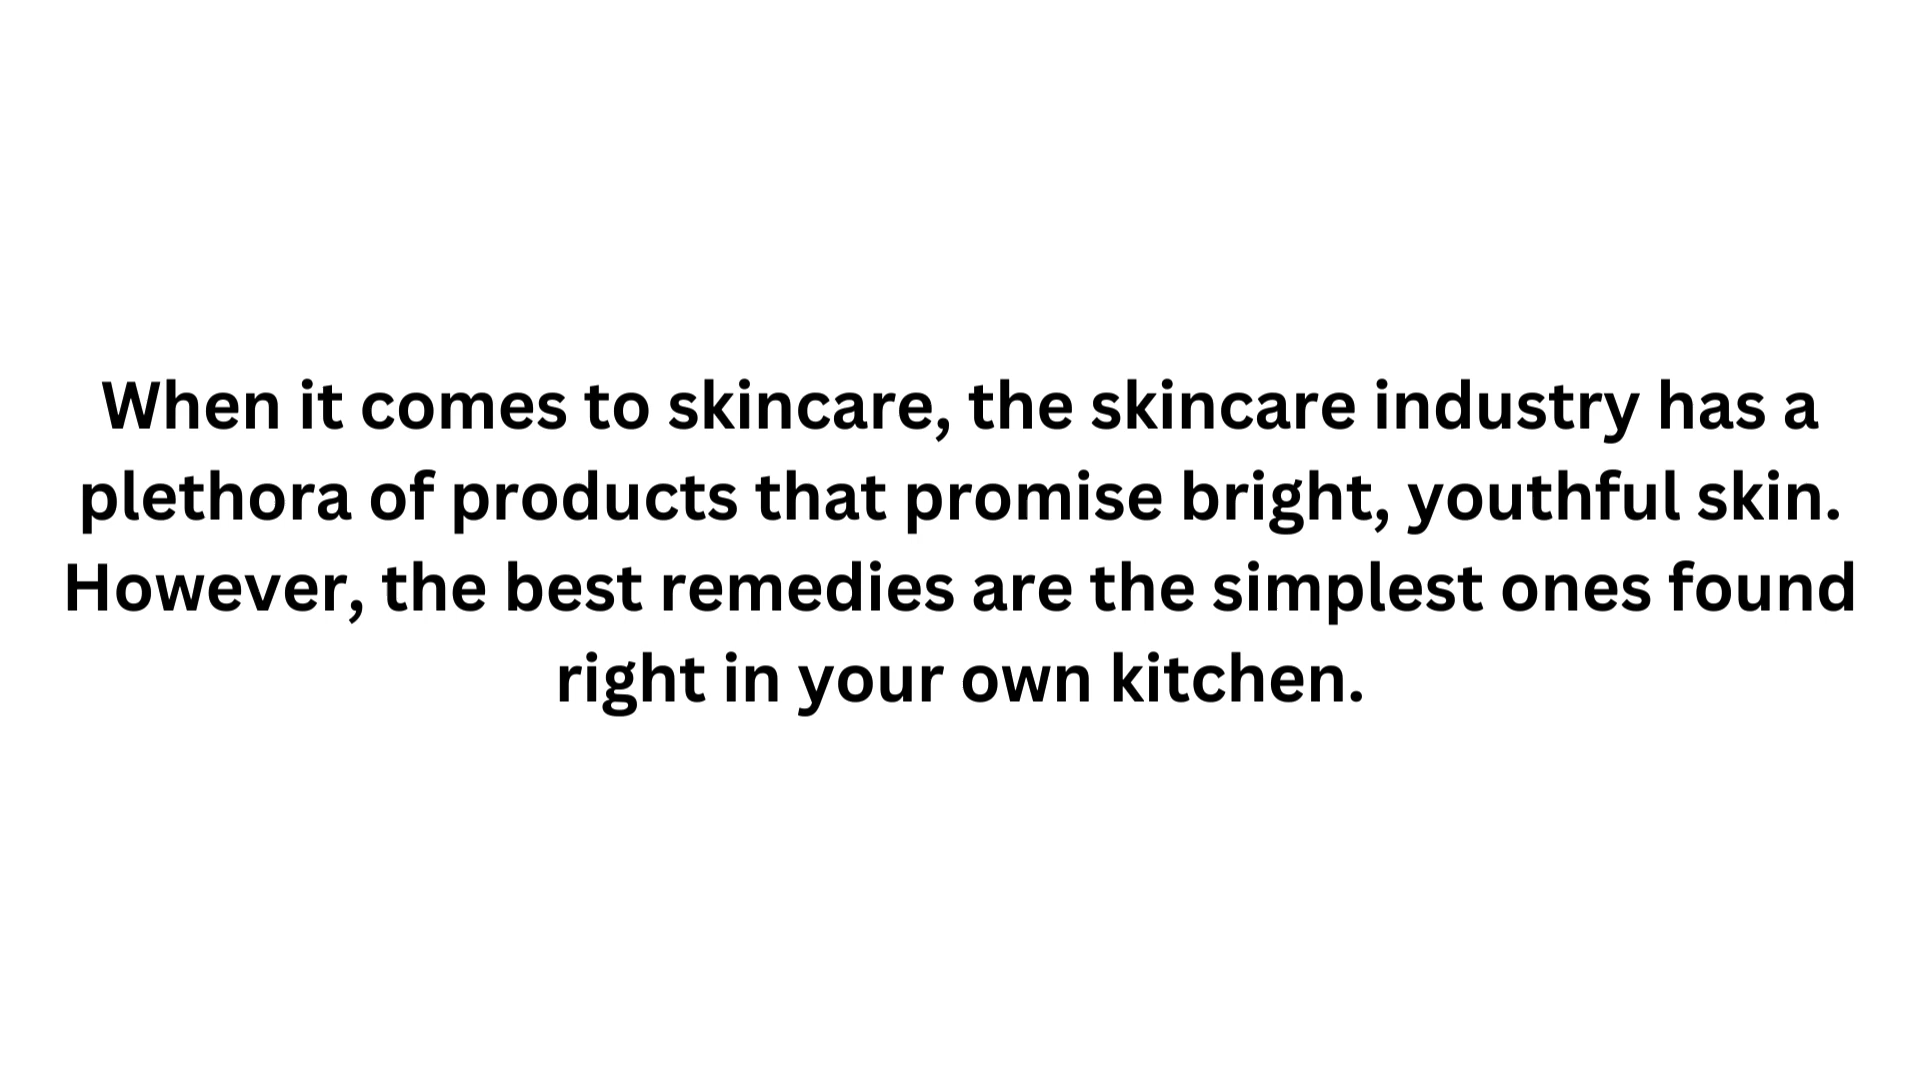 When it comes to skincare, the skincare industry has a
plethora of products that promise bright, youthful skin.
However, the best remedies are the simplest ones found
right in your own kitchen.